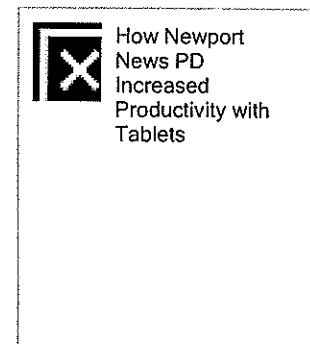 How Newport
News PD
Increased
Productivity with
Tablets